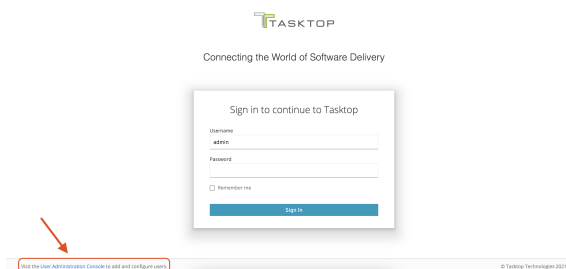 TASKTOP
Connecting the World of Software Delivery
Sign in to continue to Tasktop
Username
admin
Password
Remember me
Sign In
Visit the User Administration Console to add and configure users.
© Tasktop Technologies 2021